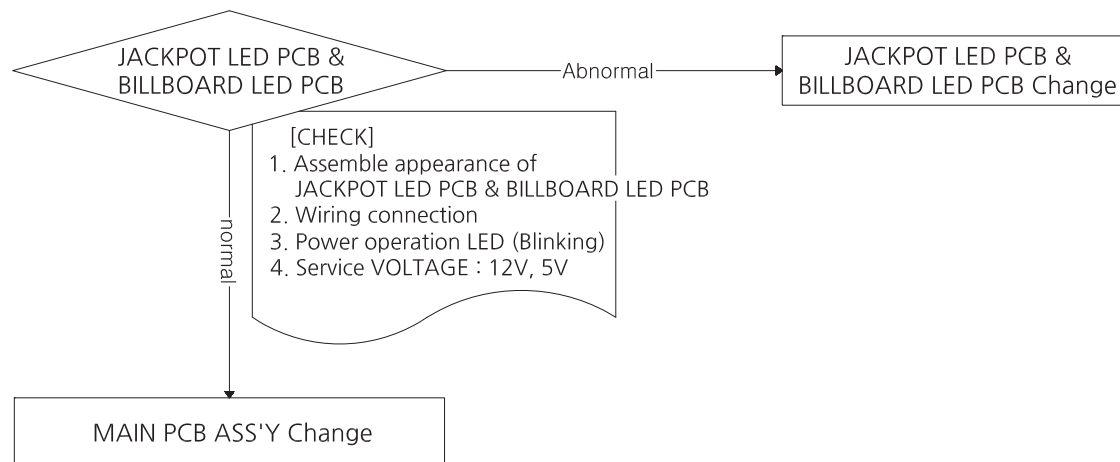 JACKPOT LED PCB &
BILLBOARD LED PCB
Abnormal
JACKPOT LED PCB &
BILLBOARD LED PCB Change
[CHECK]
1. Assemble appearance of
JACKPOT LED PCB & BILLBOARD LED PCB
2. Wiring connection
3. Power operation LED (Blinking)
4. Service VOLTAGE : 12V, 5V
normal
MAIN PCB ASS'Y Change